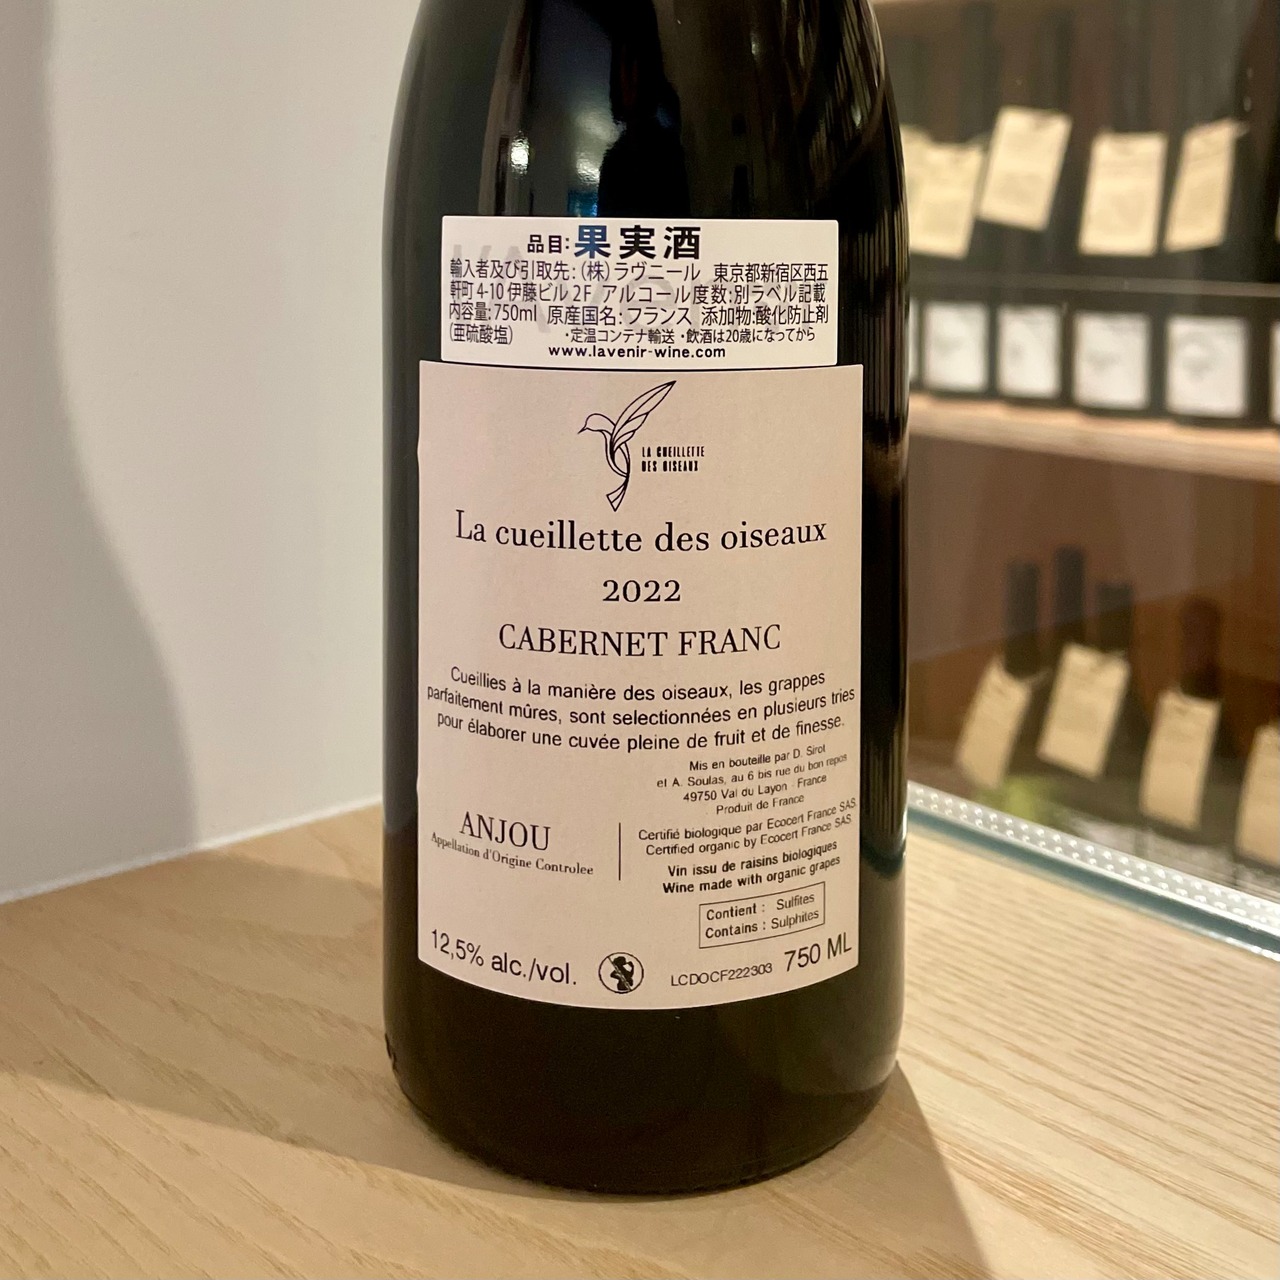 品目:果実酒
輸入者及び引取先:(株)ラヴニール 東京都新宿区西五
軒町4-10伊藤ビル2F アルコール度数:別ラベル記載
内容量:750ml 原産国名:フランス 添加物:酸化防止剤
(亜硫酸塩) ・定温コンテナ輸送 ・飲酒は20歳になってから
www.lavenir-wine.com
LA CUEILLETTE
DES OISEAUX
La cueillette des oiseaux
2022
CABERNET FRANC
Cueillies à la manière des oiseaux, les grappes
parfaitement mûres, sont selectionnées en plusieurs tries
pour élaborer une cuvée pleine de fruit et de finesse.
Mis en bouteille par D. Sirot
et A. Soulas, au 6 bis rue du bon repos
49750 Val du Layon - France
Produit de France
ANJOU
Appellation d'Origine Controlee
Certifié biologique par Ecocert France SAS
Certified organic by Ecocert France SAS
Vin issu de raisins biologiques
Wine made with organic grapes
Contient : Sulfites
Contains : Sulphites
12,5% alc./vol.
LCDOCF222303
750 ML